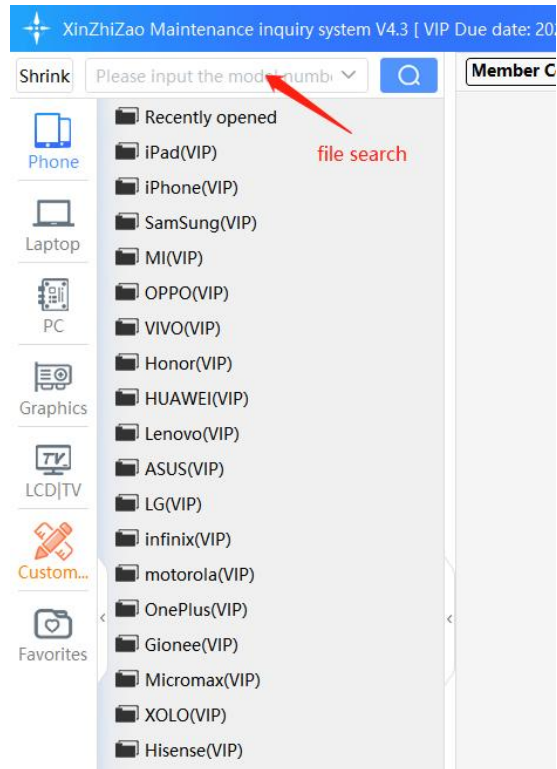 XinZhiZao Maintenance inquiry system V4.3 [ VIP Due date: 202
Shrink
Please input the model numbe
Member Co
Phone
Laptop
PC
Graphics
TV
LCD|TV
Custom...
Favorites
Recently opened
iPad(VIP)
file search
iPhone(VIP)
SamSung(VIP)
MI(VIP)
OPPO(VIP)
VIVO(VIP)
Honor(VIP)
HUAWEI(VIP)
Lenovo(VIP)
ASUS(VIP)
LG(VIP)
infinix(VIP)
motorola(VIP)
OnePlus(VIP)
Gionee(VIP)
Micromax(VIP)
XOLO(VIP)
Hisense(VIP)